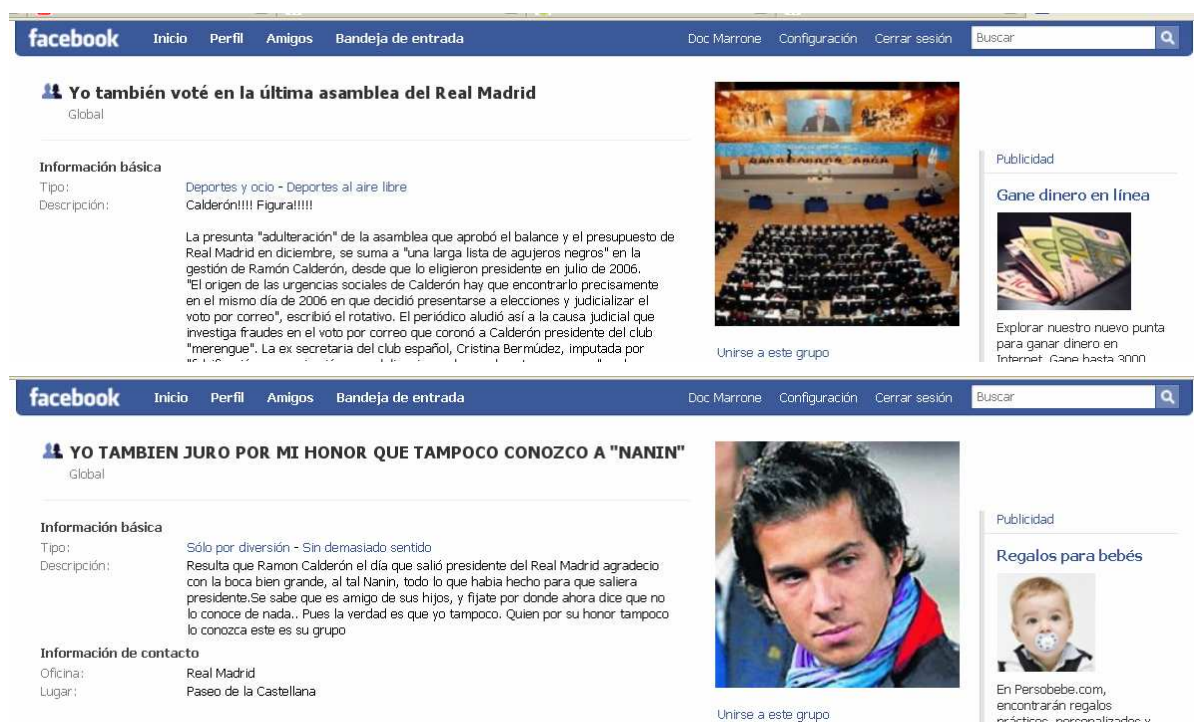 facebook Inicio Perfil Amigos Bandeja de entrada Doc Marrone Configuración Cerrar sesión Buscar
Yo también voté en la última asamblea del Real Madrid
Global
Información básica
Tipo: Deportes y ocio - Deportes al aire libre
Descripción: Calderón!!!! Figura!!!!!
La presunta "adulteración" de la asamblea que aprobó el balance y el presupuesto de
Real Madrid en diciembre, se suma a "una larga lista de agujeros negros" en la
gestión de Ramón Calderón, desde que lo eligieron presidente en julio de 2006.
"El origen de las urgencias sociales de Calderón hay que encontrarlo precisamente
en el mismo día de 2006 en que decidió presentarse a elecciones y judicializar el
voto por correo", escribió el rotativo. El periódico aludió así a la causa judicial que
investiga fraudes en el voto por correo que coronó a Calderón presidente del club
"merengue". La ex secretaria del club español, Cristina Bermúdez, imputada por
Unirse a este grupo
Publicidad
Gane dinero en línea
Explorar nuestro nuevo punta
para ganar dinero en
Internet. Gane hasta 3000
facebook Inicio Perfil Amigos Bandeja de entrada Doc Marrone Configuración Cerrar sesión Buscar
YO TAMBIEN JURO POR MI HONOR QUE TAMPOCO CONOZCO A "NANIN"
Global
Información básica
Tipo: Sólo por diversión - Sin demasiado sentido
Descripción: Resulta que Ramon Calderón el día que salió presidente del Real Madrid agradecio
con la boca bien grande, al tal Nanin, todo lo que habia hecho para que saliera
presidente.Se sabe que es amigo de sus hijos, y fijate por donde ahora dice que no
lo conoce de nada.. Pues la verdad es que yo tampoco. Quien por su honor tampoco
lo conozca este es su grupo
Información de contacto
Oficina: Real Madrid
Lugar: Paseo de la Castellana
Unirse a este grupo
Publicidad
Regalos para bebés
En Persobebe.com,
encontrarán regalos
prácticos, personalizados y